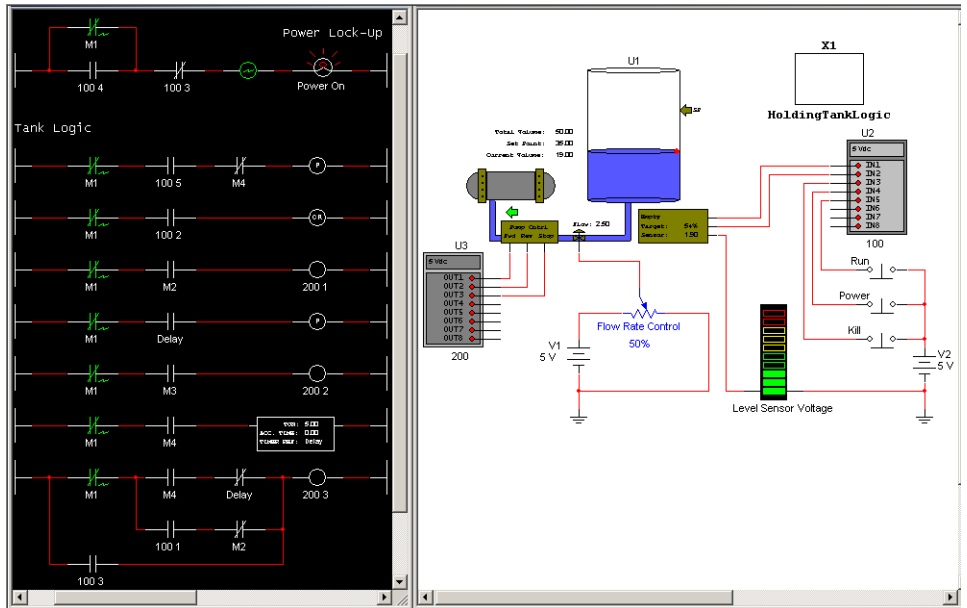 Power Lock-Up
M1
100 4
100 3
Power On
Tank Logic
M1
100 5
M4
P
M1
100 2
CR
M1
M2
200 1
M1
Delay
P
M1
M3
200 2
M1
M4
TON: 5.00
ACC. TIME: 0.00
TIMER REF: Delay
M1
M4
Delay
200 3
100 1
M2
100 3
U1
SP
Total Volume: 50.00
Set Point: 35.00
Current Volume: 19.00
X1
HoldingTankLogic
U2
5 Vdc
IN1
IN2
IN3
IN4
IN5
IN6
IN7
IN8
100
Flow: 2.50
Pump Cntrl
Fwd Rev Stop
Empty
Target: 54%
Sensor: 1.90
U3
5 Vdc
OUT1
OUT2
OUT3
OUT4
OUT5
OUT6
OUT7
OUT8
200
Flow Rate Control
50%
V1
5 V
Run
Power
Kill
V2
5 V
Level Sensor Voltage